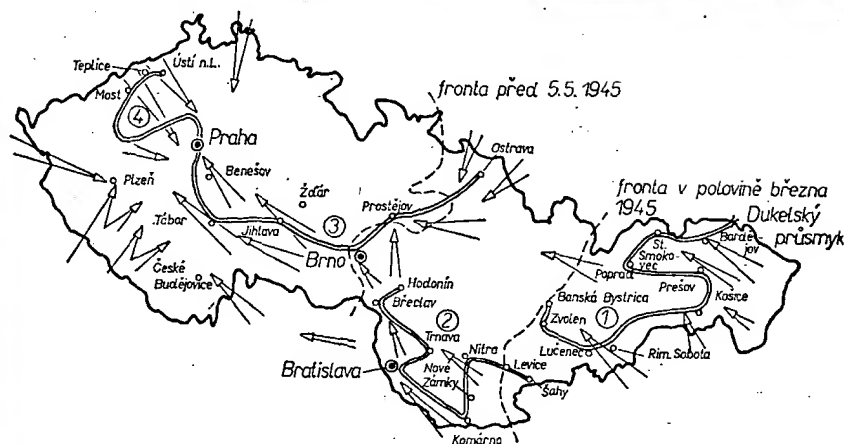 Teplice
Ústí n.L.
Most
④
Praha
Plzeň
Benešov
Tábor
Žďár
Jihlava
③
Brno
České
Budějovice
Prostějov
Ostrava
fronta před 5.5. 1945
fronta v polovině března
1945
Dukelský
průsmyk
Bardě-
jov
St.
Smoko-
vec
Poprad
Prešov
Košice
Banská Bystrica
Zvolen
①
Lučenec
Rim. Sobota
Hodonín
Břeclav
②
Trnava
Nitra
Levice
Nové
Zámky
Šahy
Bratislava
Komárno